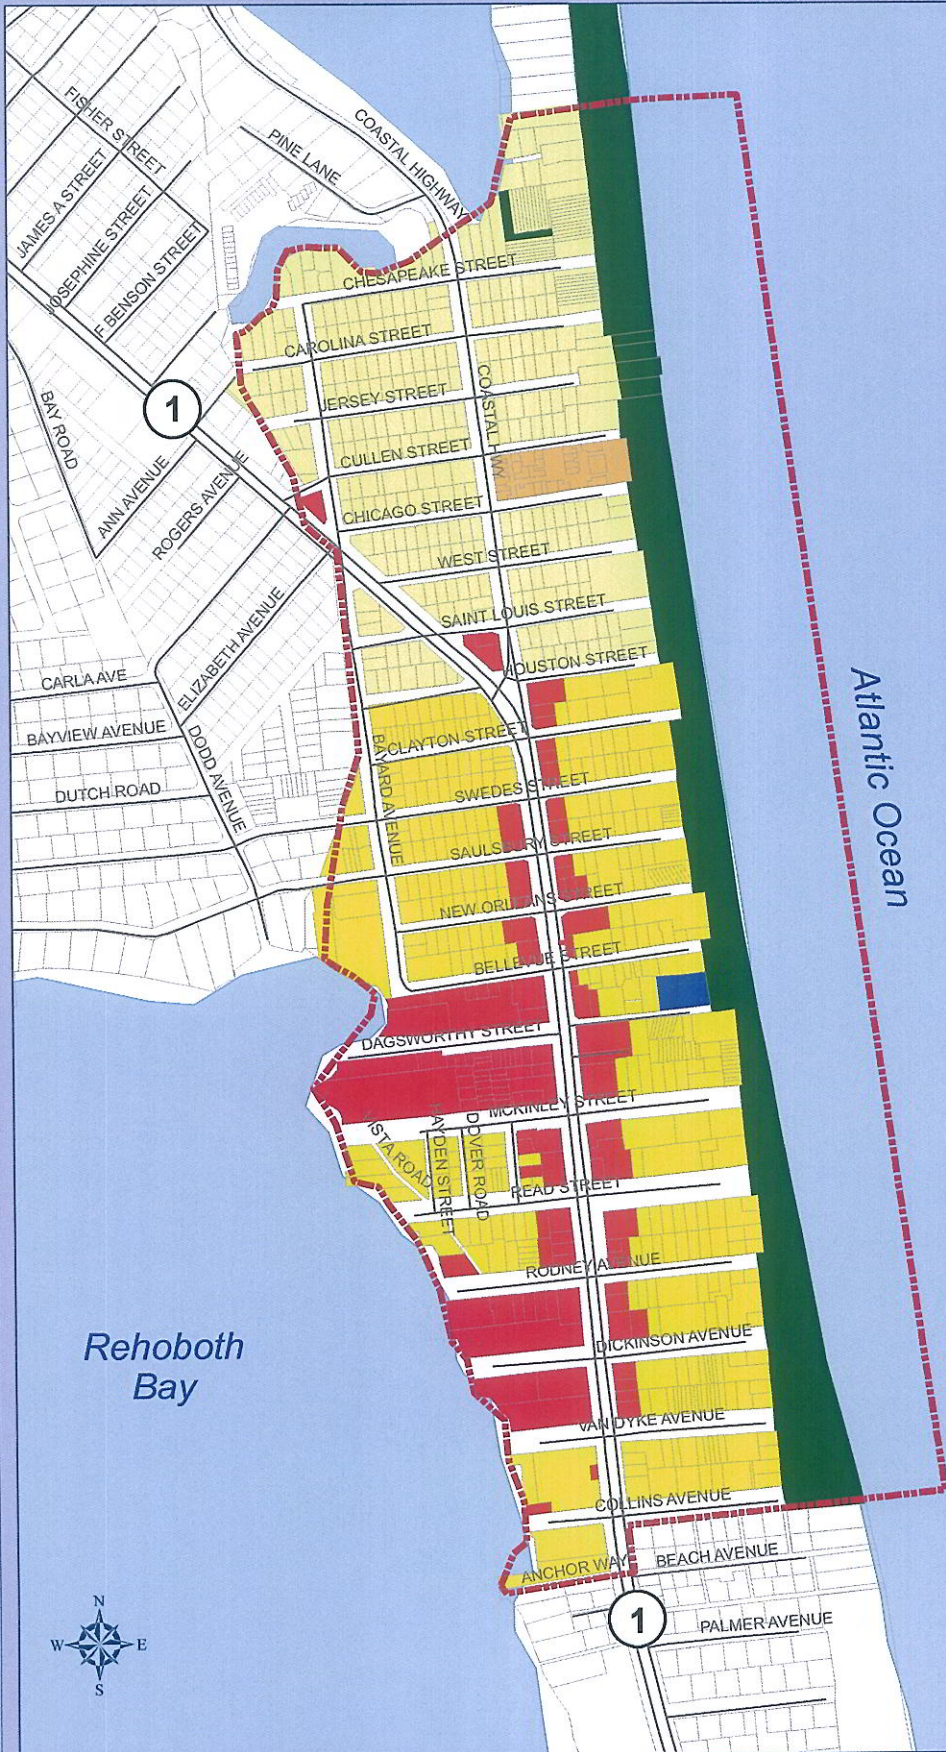 FISHER STREET
JAMES A STREET
JOSEPHINE STREET
F BENSON STREET
PINE LANE
COASTAL HIGHWAY
CHESAPEAKE STREET
CAROLINA STREET
JERSEY STREET
COASTAL HWY
CULLEN STREET
1
BAY ROAD
ANN AVENUE
ROGERS AVENUE
CHICAGO STREET
WEST STREET
SAINT LOUIS STREET
ELIZABETH AVENUE
HOUSTON STREET
CARLA AVE
BAYVIEW AVENUE
DODD AVENUE
DUTCH ROAD
BAYARD AVENUE
CLAYTON STREET
SWEDES STREET
SAULSBURY STREET
NEW ORLEANS STREET
BELLEVUE STREET
Atlantic Ocean
DAGSWORTHY STREET
MCKINLEY STREET
VISTA ROAD
HAYDEN STREET
DOVER ROAD
READ STREET
RODNEY AVENUE
DICKINSON AVENUE
Rehoboth
Bay
VAN DYKE AVENUE
COLLINS AVENUE
ANCHOR WAY
BEACH AVENUE
1
PALMER AVENUE
N
W
E
S